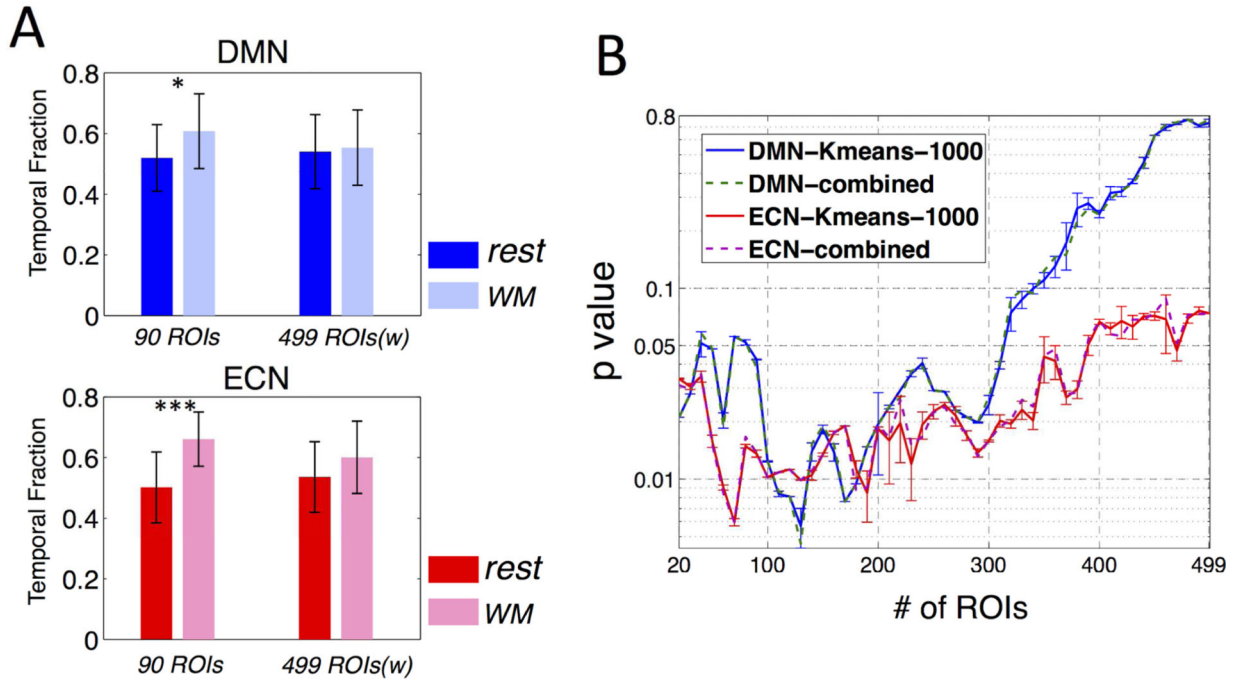 A
DMN
Temporal Fraction
0.8
*
0.6
0.4
0.2
0
90 ROIs
499 ROIs(w)
rest
WM
ECN
Temporal Fraction
0.8
***
0.6
0.4
0.2
0
90 ROIs
499 ROIs(w)
rest
WM
B
p value
0.8
0.1
0.05
0.01
DMN−Kmeans−1000
DMN−combined
ECN−Kmeans−1000
ECN−combined
20 100 200 300 400 499
# of ROIs